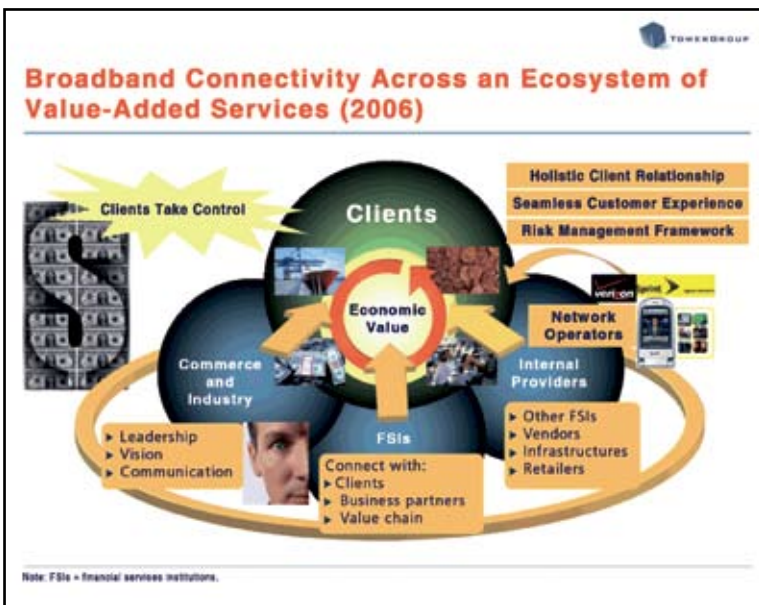 TOWERGROUP
Broadband Connectivity Across an Ecosystem of
Value-Added Services (2006)
Clients Take Control
Clients
Holistic Client Relationship
Seamless Customer Experience
Risk Management Framework
Economic
Value
verizon
Sprint
Network
Operators
Commerce
and
Industry
Internal
Providers
FSIs
▶ Leadership
▶ Vision
▶ Communication
Connect with:
▶ Clients
▶ Business partners
▶ Value chain
▶ Other FSIs
▶ Vendors
▶ Infrastructures
▶ Retailers
Note: FSIs = financial services institutions.